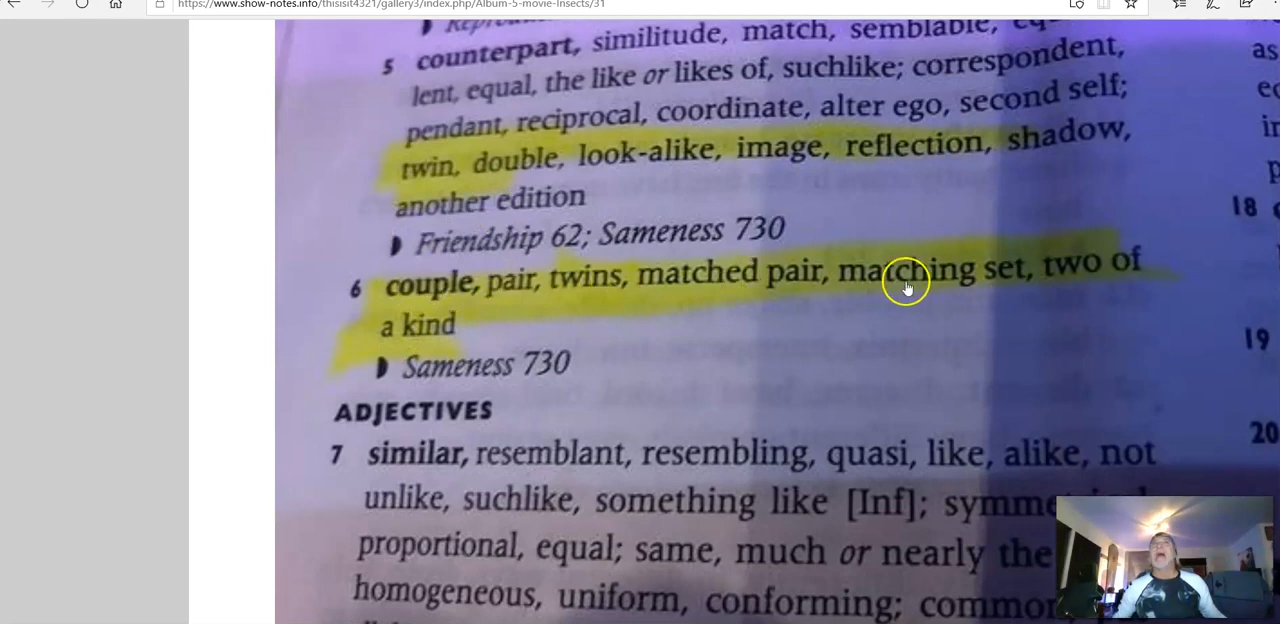 https://www.show-notes.info/thisisit4321/gallery3/index.php/Album-5-movie-Insects/31
5 counterpart, similitude, match, semblable,
lent, equal, the like or likes of, suchlike; correspondent,
pendant, reciprocal, coordinate, alter ego, second self;
twin, double, look-alike, image, reflection, shadow,
another edition
◗ Friendship 62; Sameness 730
6 couple, pair, twins, matched pair, matching set, two of
a kind
◗ Sameness 730
ADJECTIVES
7 similar, resemblant, resembling, quasi, like, alike, not
unlike, suchlike, something like [Inf];
proportional, equal; same, much or nearly the
homogeneous, uniform, conforming;
as
18
19
20